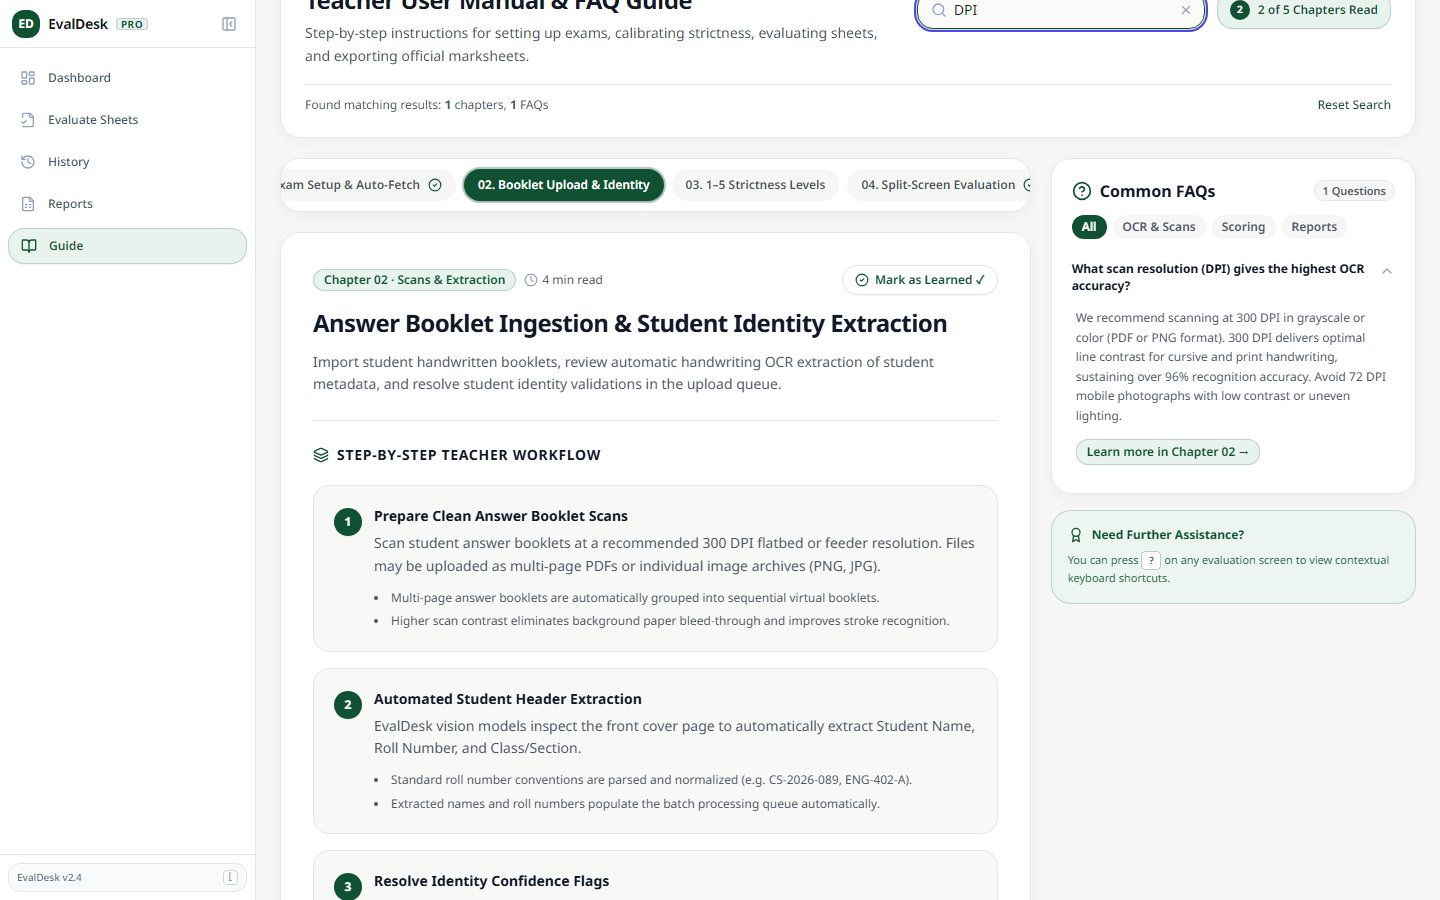 ED EvalDesk PRO
Dashboard
Evaluate Sheets
History
Reports
Guide
EvalDesk v2.4 [
Teacher User Manual & FAQ Guide
Step-by-step instructions for setting up exams, calibrating strictness, evaluating sheets,
and exporting official marksheets.
DPI
2 2 of 5 Chapters Read
Found matching results: 1 chapters, 1 FAQs
Reset Search
xam Setup & Auto-Fetch
02. Booklet Upload & Identity
03. 1–5 Strictness Levels
04. Split-Screen Evaluation
Chapter 02 · Scans & Extraction
4 min read
Mark as Learned ✓
Answer Booklet Ingestion & Student Identity Extraction
Import student handwritten booklets, review automatic handwriting OCR extraction of student
metadata, and resolve student identity validations in the upload queue.
STEP-BY-STEP TEACHER WORKFLOW
1 Prepare Clean Answer Booklet Scans
Scan student answer booklets at a recommended 300 DPI flatbed or feeder resolution. Files
may be uploaded as multi-page PDFs or individual image archives (PNG, JPG).
• Multi-page answer booklets are automatically grouped into sequential virtual booklets.
• Higher scan contrast eliminates background paper bleed-through and improves stroke recognition.
2 Automated Student Header Extraction
EvalDesk vision models inspect the front cover page to automatically extract Student Name,
Roll Number, and Class/Section.
• Standard roll number conventions are parsed and normalized (e.g. CS-2026-089, ENG-402-A).
• Extracted names and roll numbers populate the batch processing queue automatically.
3 Resolve Identity Confidence Flags
Common FAQs
1 Questions
All
OCR & Scans
Scoring
Reports
What scan resolution (DPI) gives the highest OCR
accuracy?
We recommend scanning at 300 DPI in grayscale or
color (PDF or PNG format). 300 DPI delivers optimal
line contrast for cursive and print handwriting,
sustaining over 96% recognition accuracy. Avoid 72 DPI
mobile photographs with low contrast or uneven
lighting.
Learn more in Chapter 02 →
Need Further Assistance?
You can press ? on any evaluation screen to view contextual
keyboard shortcuts.